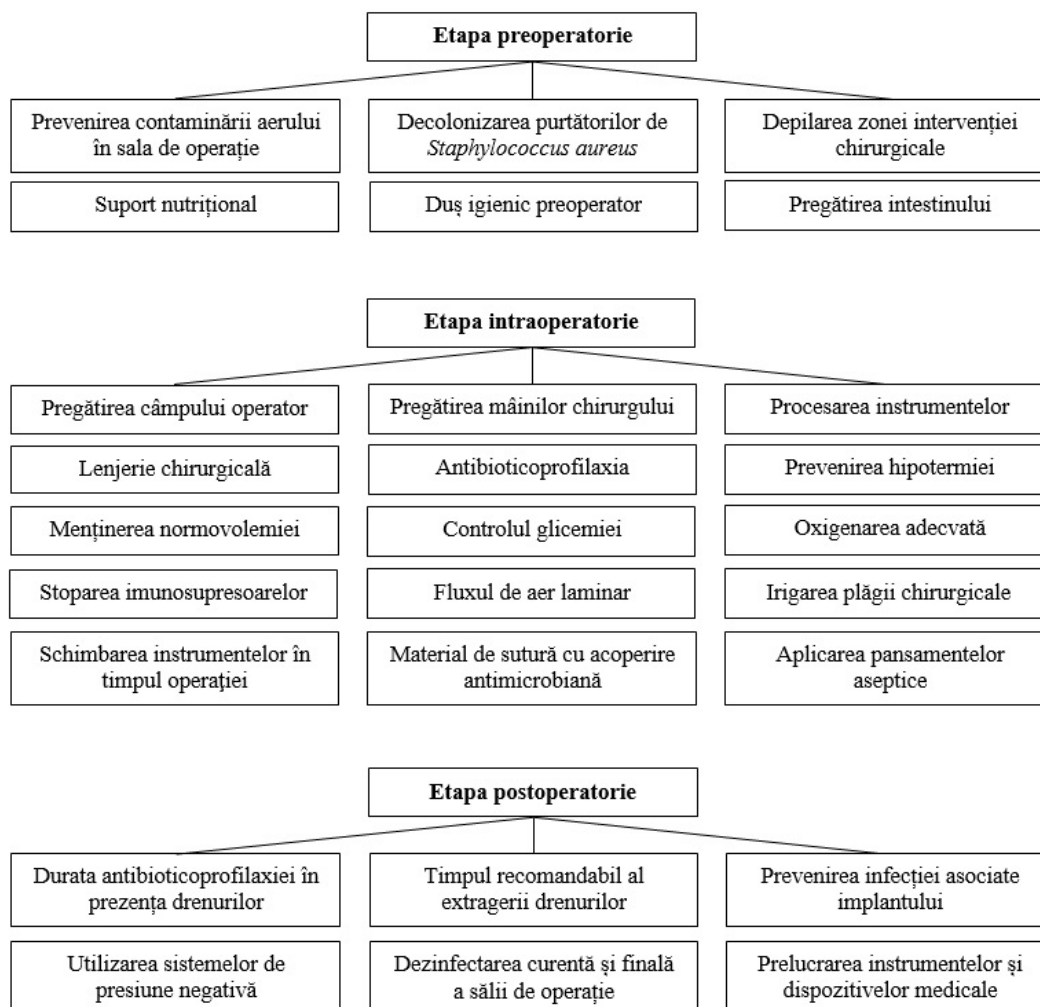 Etapa preoperatorie
Prevenirea contaminării aerului
în sala de operație
Decolonizarea purtătorilor de
Staphylococcus aureus
Depilarea zonei intervenției
chirurgicale
Suport nutrițional
Duș igienic preoperator
Pregătirea intestinului
Etapa intraoperatorie
Pregătirea câmpului operator
Pregătirea mâinilor chirurgului
Procesarea instrumentelor
Lenjerie chirurgicală
Antibioticoprofilaxia
Prevenirea hipotermiei
Menținerea normovolemiei
Controlul glicemiei
Oxigenarea adecvată
Stoparea imunosupresoarelor
Fluxul de aer laminar
Irigarea plăgii chirurgicale
Schimbarea instrumentelor în
timpul operaţiei
Material de sutură cu acoperire
antimicrobiană
Aplicarea pansamentelor
aseptice
Etapa postoperatorie
Durata antibioticoprofilaxiei în
prezența drenurilor
Timpul recomandabil al
extragerii drenurilor
Prevenirea infecției asociate
implantului
Utilizarea sistemelor de
presiune negativă
Dezinfectarea curentă și finală
a sălii de operație
Prelucrarea instrumentelor și
dispozitivelor medicale